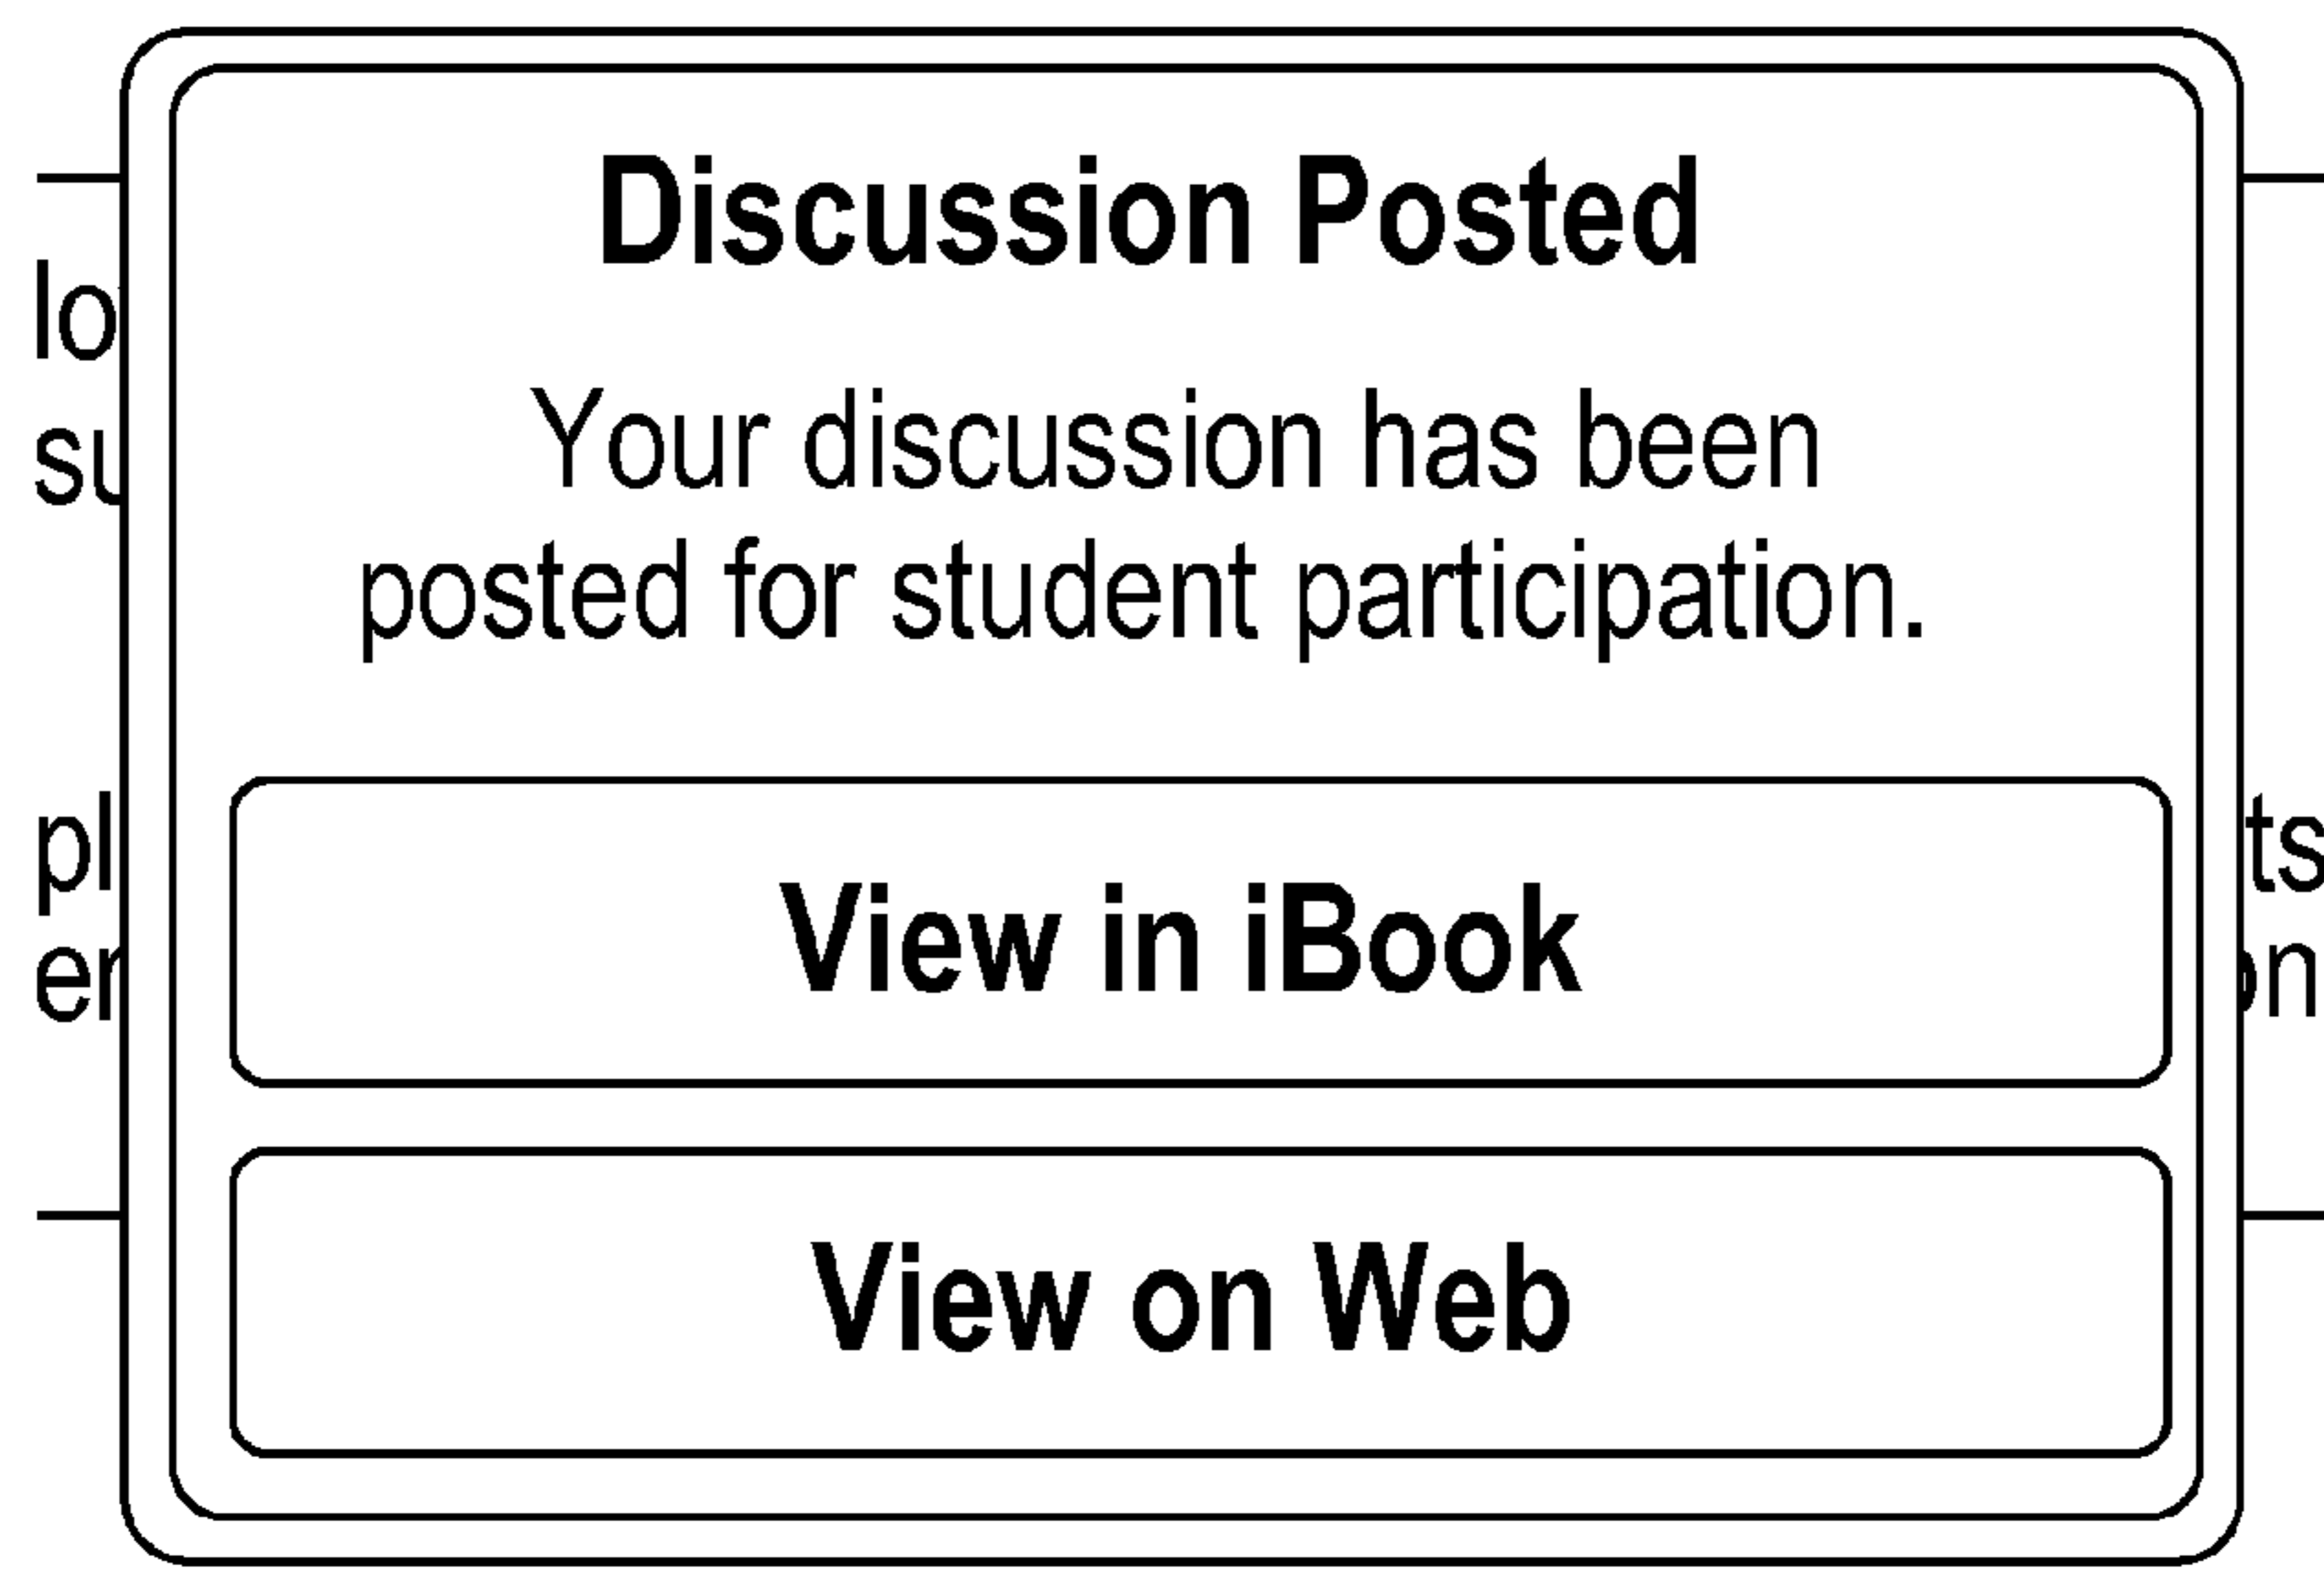 Discussion Posted
Your discussion has been
posted for student participation.
View in iBook
View on Web